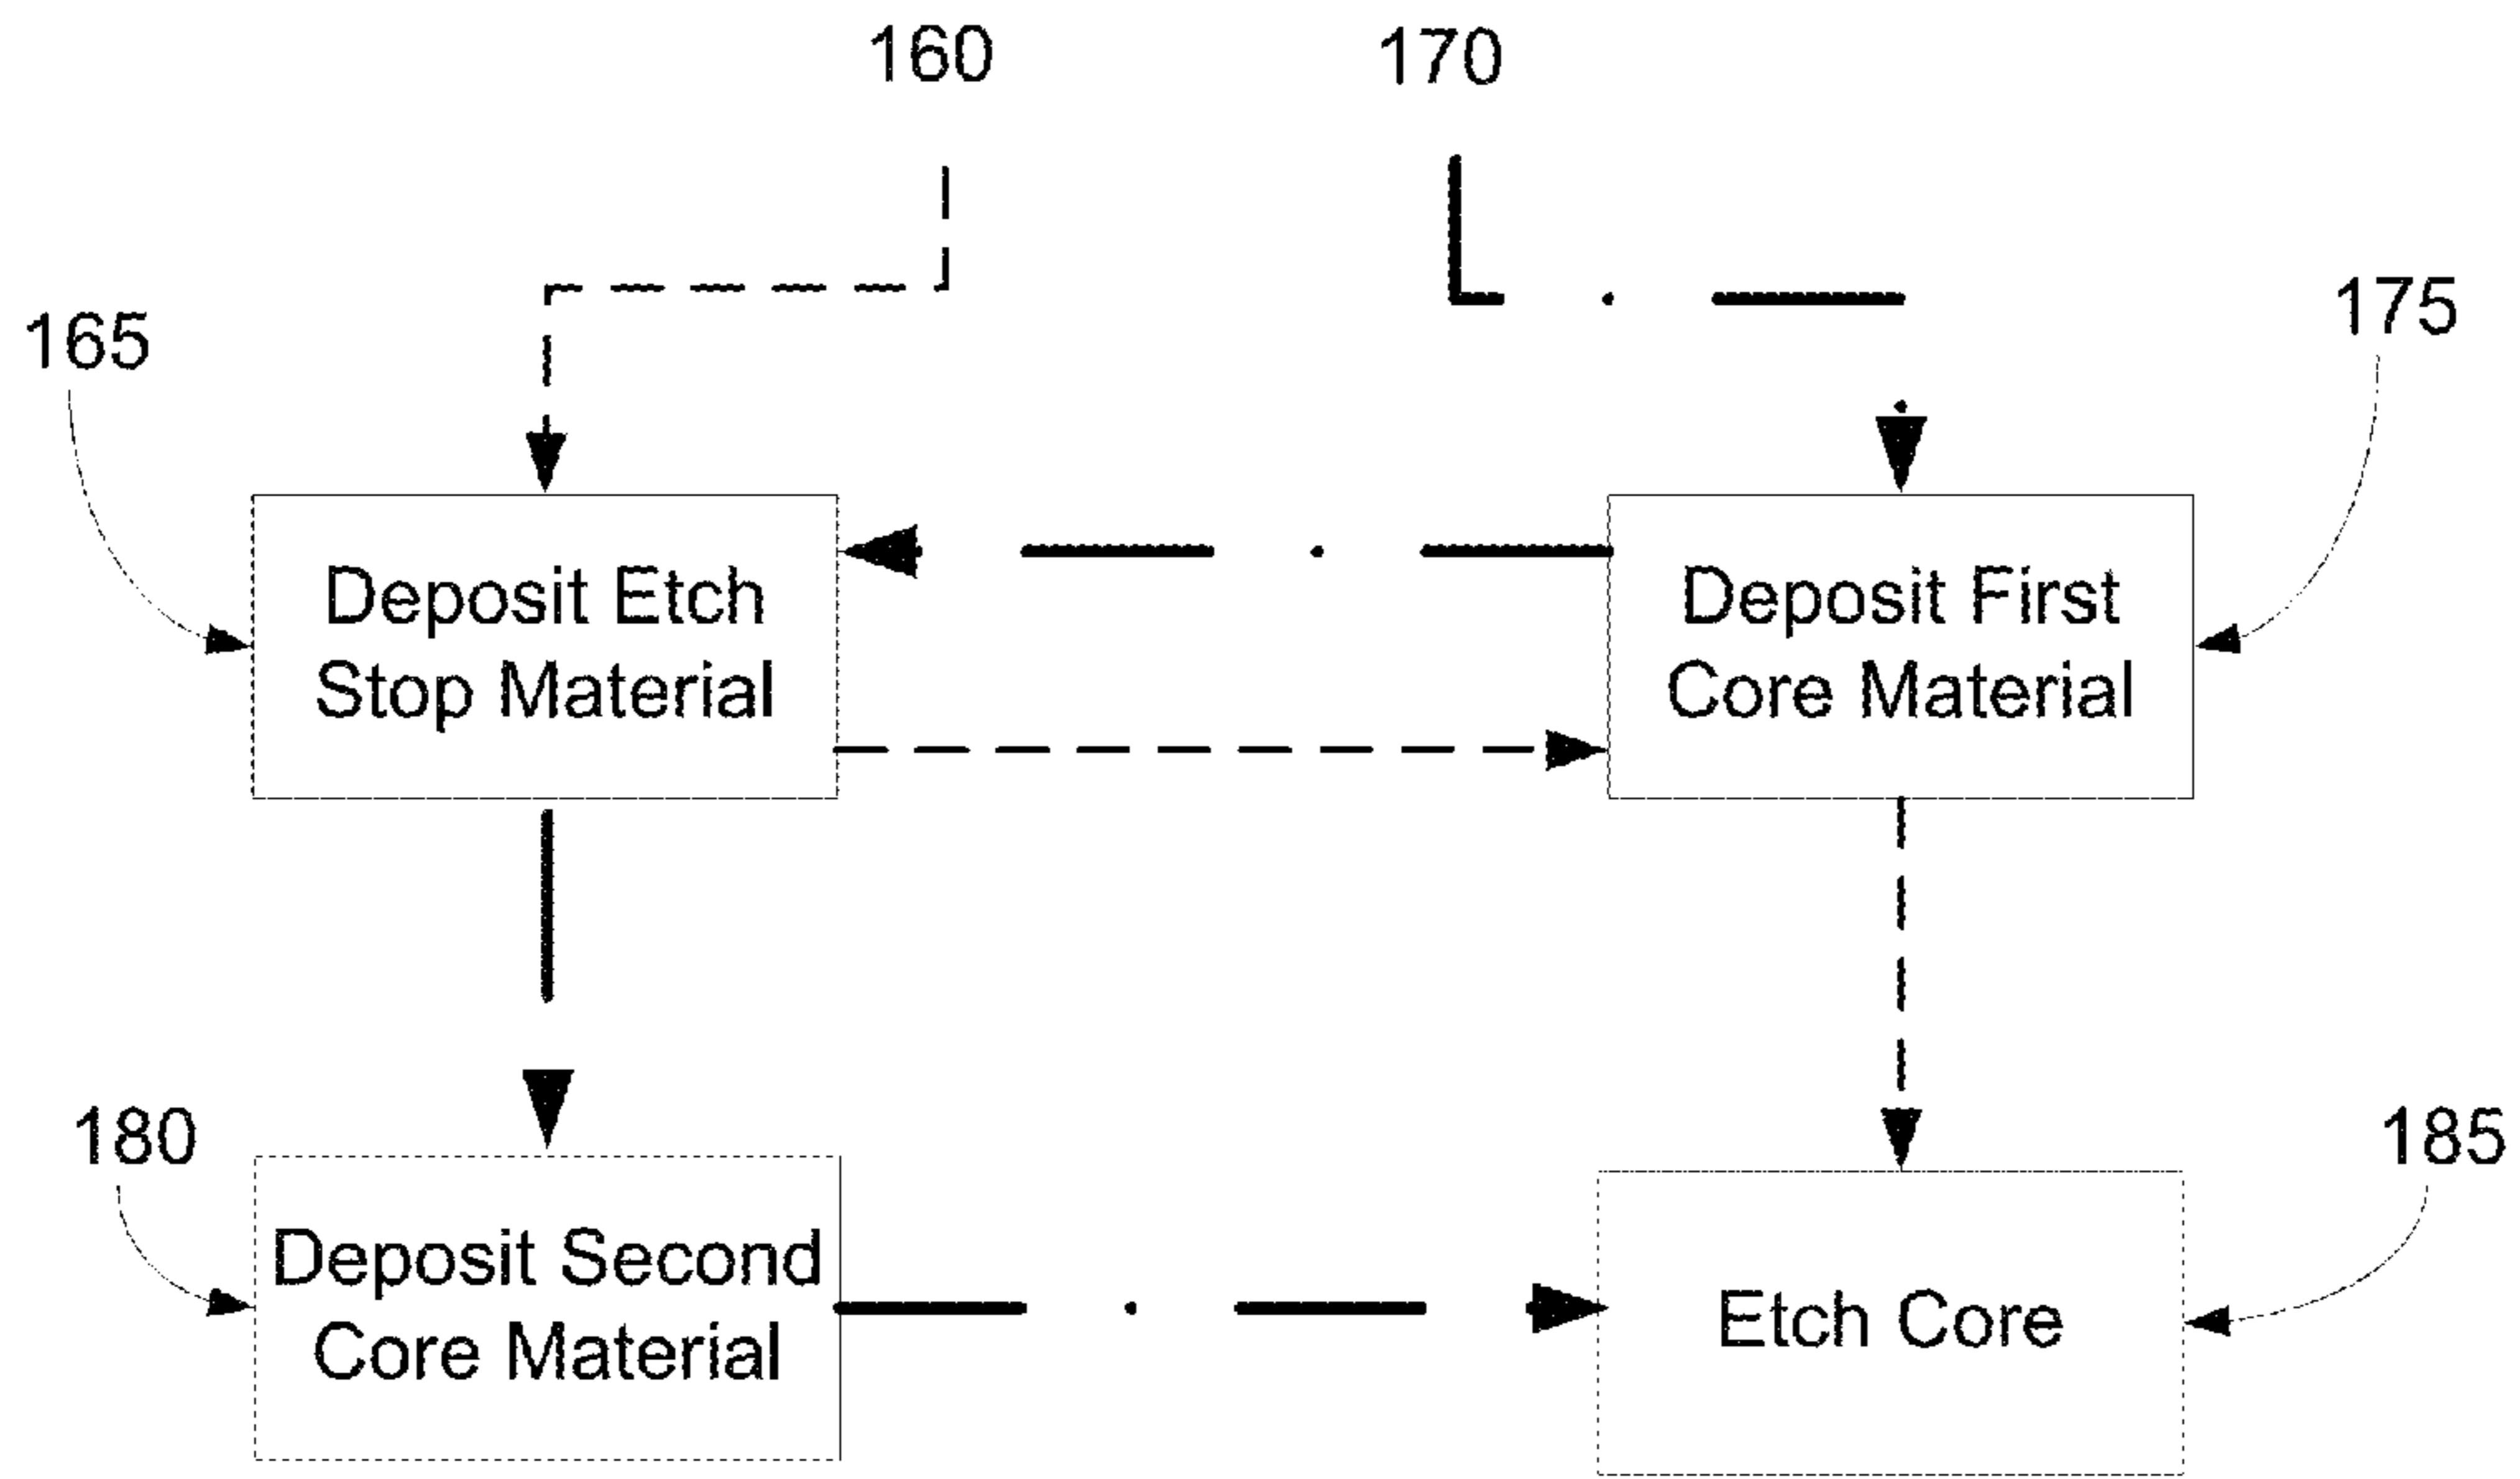 160
170
165
175
Deposit Etch
Stop Material
Deposit First
Core Material
180
185
Deposit Second
Core Material
Etch Core